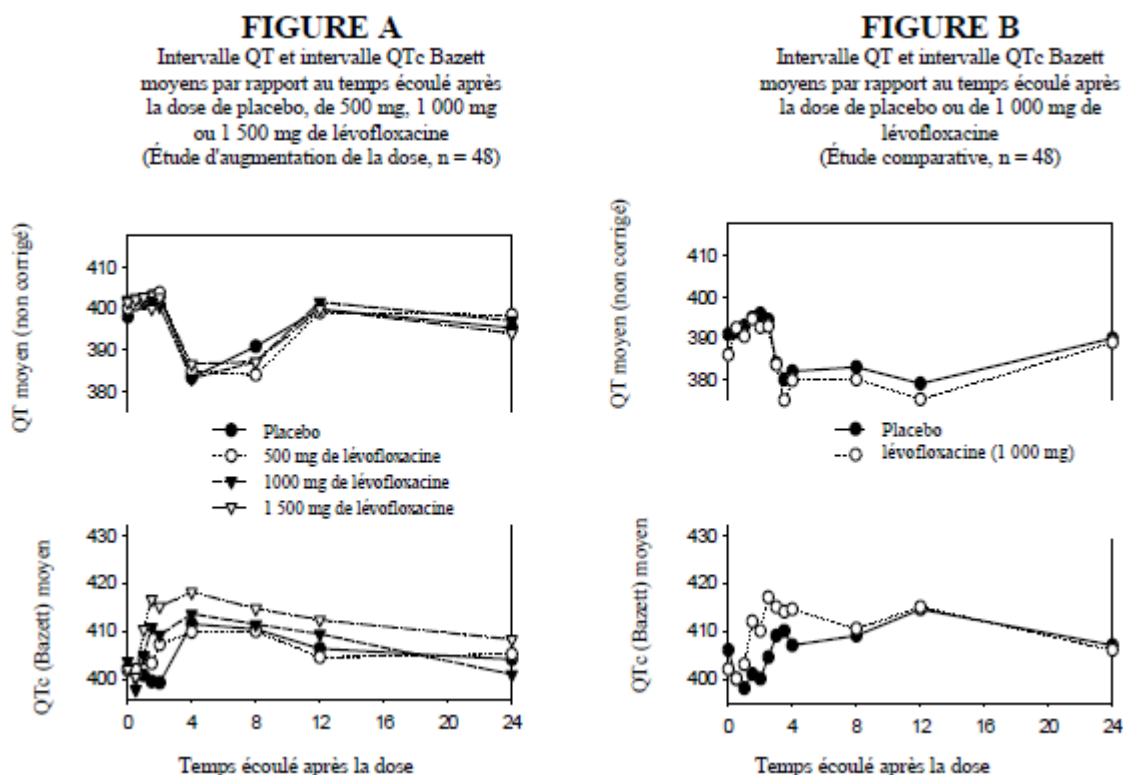 FIGURE A
Intervalle QT et intervalle QTc Bazett
moyens par rapport au temps écoulé après
la dose de placebo, de 500 mg, 1 000 mg
ou 1 500 mg de lévofloxacine
(Étude d'augmentation de la dose, n = 48)
QT moyen (non corrigé)
410
400
390
380
Placebo
500 mg de lévofloxacine
1000 mg de lévofloxacine
1 500 mg de lévofloxacine
QTc (Bazett) moyen
430
420
410
400
0 4 8 12 16 20 24
Temps écoulé après la dose
FIGURE B
Intervalle QT et intervalle QTc Bazett
moyens par rapport au temps écoulé après
la dose de placebo ou de 1 000 mg de
lévofloxacine
(Étude comparative, n = 48)
QT moyen (non corrigé)
410
400
390
380
Placebo
lévofloxacine (1 000 mg)
QTc (Bazett) moyen
430
420
410
400
0 4 8 12 16 20 24
Temps écoulé après la dose